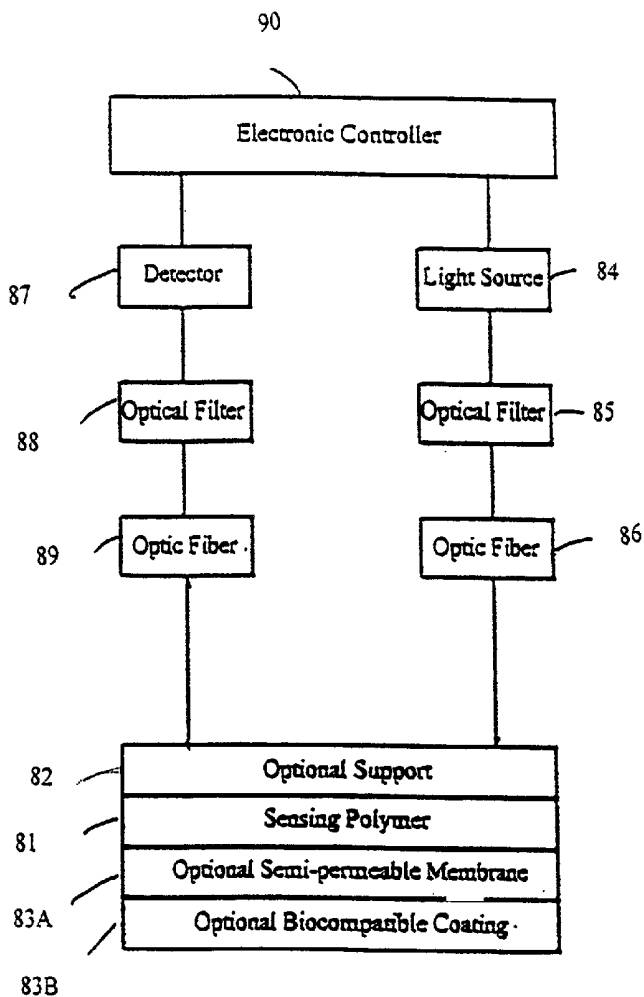 90
Electronic Controller
87
Detector
Light Source
84
88
Optical Filter
Optical Filter
85
89
Optic Fiber
Optic Fiber
86
82
Optional Support
81
Sensing Polymer
83A
Optional Semi-permeable Membrane
83B
Optional Biocompatible Coating